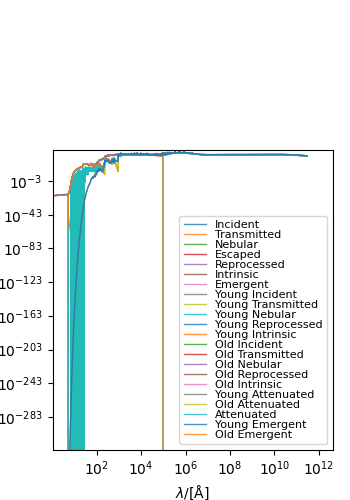 10^-3
10^-43
10^-83
10^-123
10^-163
10^-203
10^-243
10^-283
Incident
Transmitted
Nebular
Escaped
Reprocessed
Intrinsic
Emergent
Young Incident
Young Transmitted
Young Nebular
Young Reprocessed
Young Intrinsic
Old Incident
Old Transmitted
Old Nebular
Old Reprocessed
Old Intrinsic
Young Attenuated
Old Attenuated
Attenuated
Young Emergent
Old Emergent
10^2 10^4 10^6 10^8 10^10 10^12
λ/[Å]